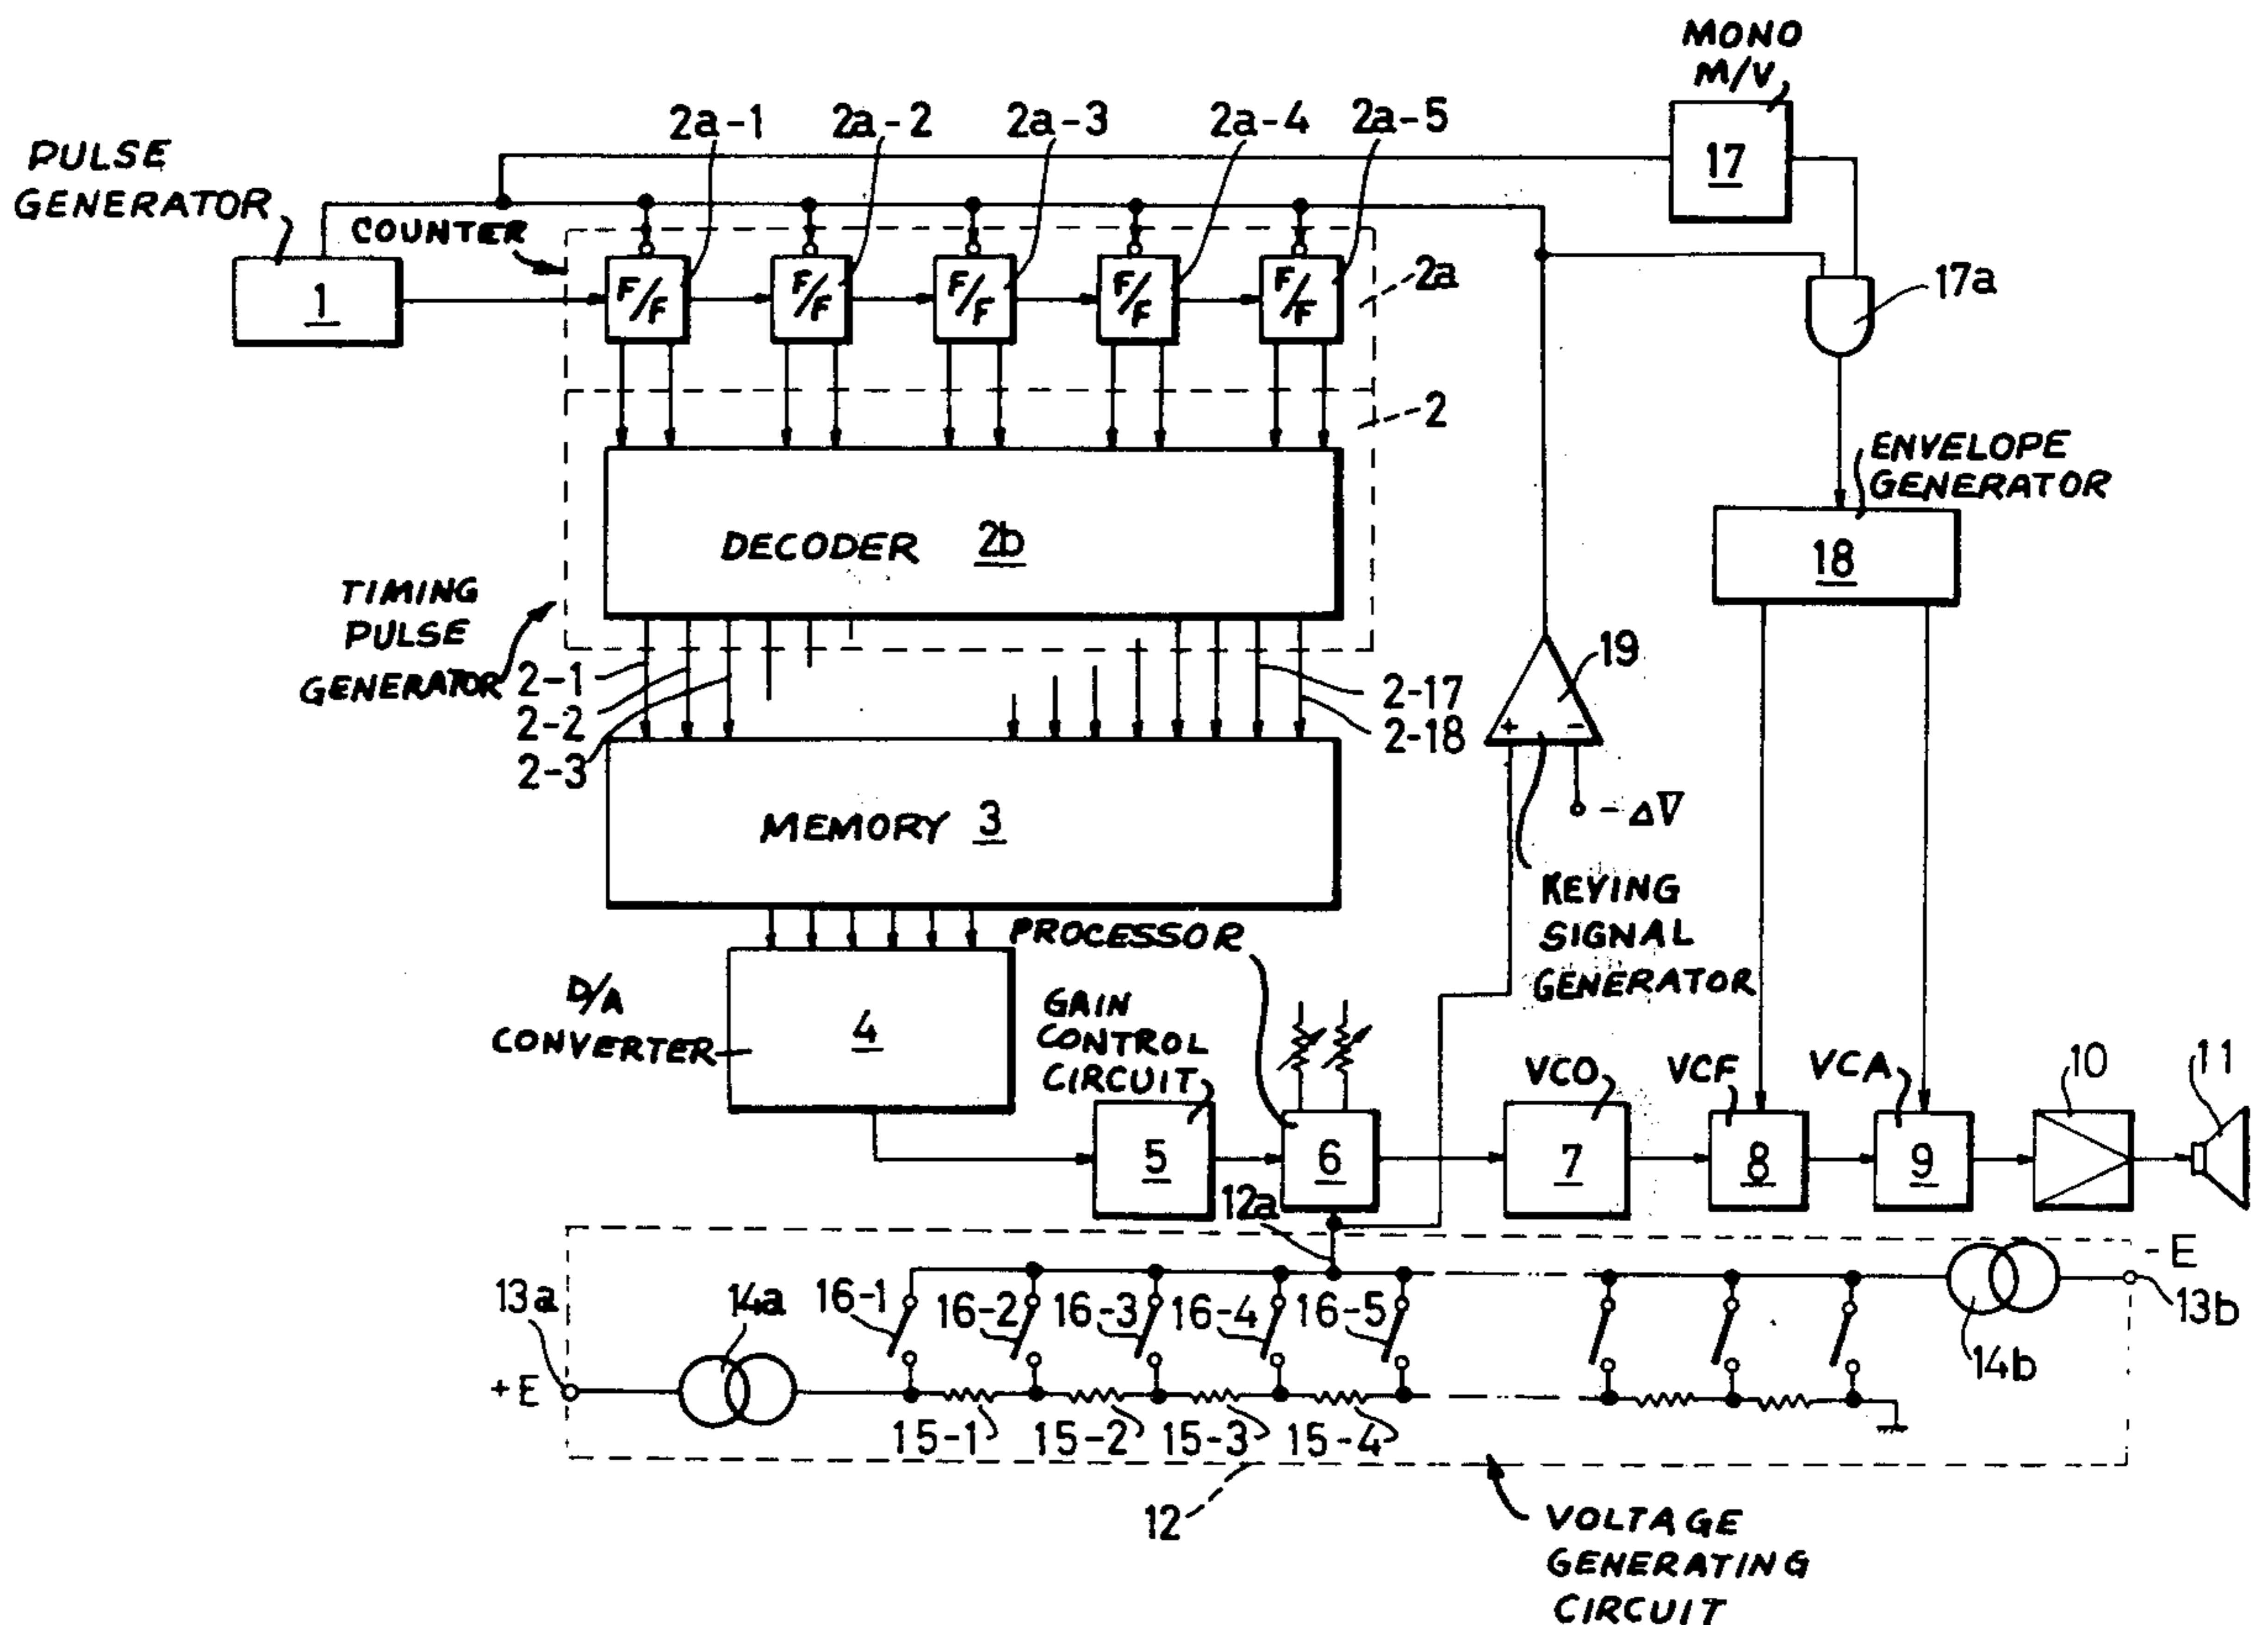 MONO
M/V
17
PULSE
GENERATOR
1
COUNTER
2a-1
2a-2
2a-3
2a-4
2a-5
F/F
F/F
F/F
F/F
F/F
2a
17a
2
DECODER 2b
ENVELOPE
GENERATOR
18
TIMING
PULSE
GENERATOR
2-1
2-2
2-3
2-17
2-18
19
+
-
-ΔV
MEMORY 3
KEYING
SIGNAL
GENERATOR
PROCESSOR
D/A
CONVERTER
4
GAIN
CONTROL
CIRCUIT
5
6
VCO
7
VCF
8
VCA
9
10
11
12a
13a
+E
14a
16-1
16-2
16-3
16-4
16-5
-E
13b
14b
15-1
15-2
15-3
15-4
12
VOLTAGE
GENERATING
CIRCUIT